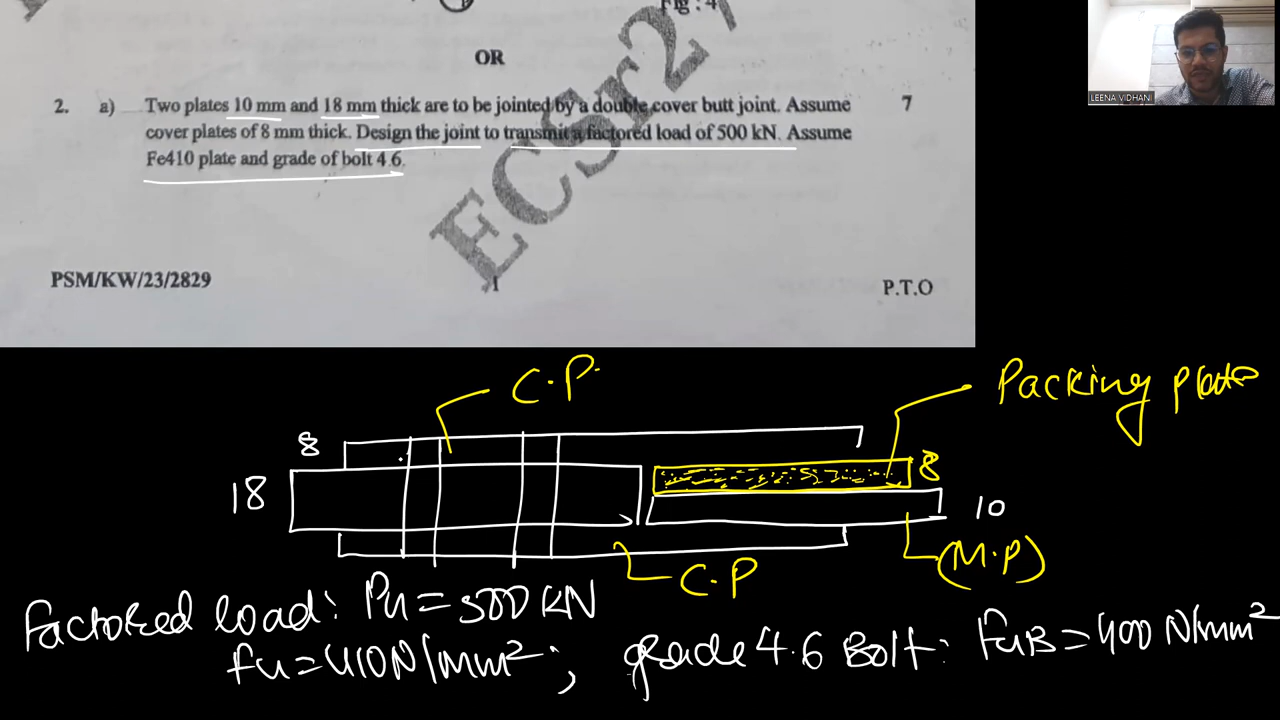 Fig : 4
OR
2. a) Two plates 10 mm and 18 mm thick are to be jointed by a double cover butt joint. Assume 7
cover plates of 8 mm thick. Design the joint to transmit a factored load of 500 kN. Assume
Fe410 plate and grade of bolt 4.6.
ECSr27
PSM/KW/23/2829
1
P.T.O
LEENA VIDHANI
C.P.
Packing plate
8
8
18
10
(M.P)
C.P
Factored load: Pu = 500 KN
fu = 410 N/mm²; grade 4.6 Bolt: FuB = 400 N/mm²